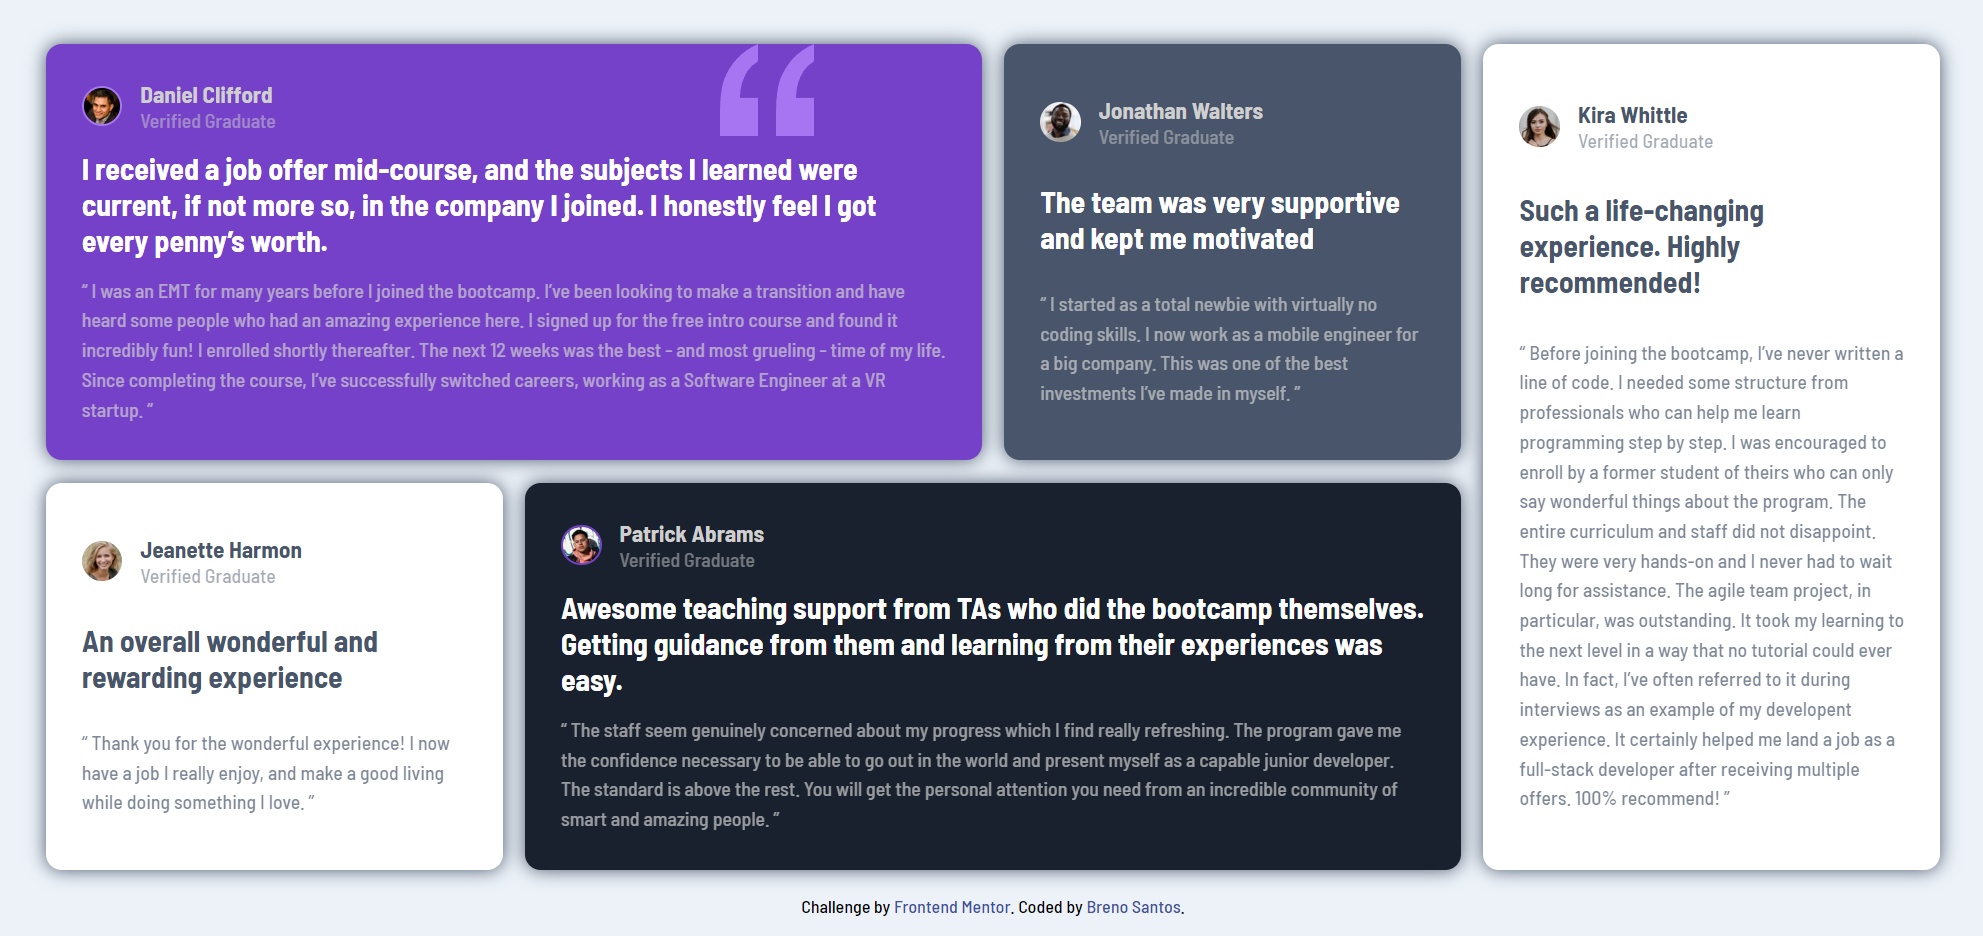 Daniel Clifford
Verified Graduate
I received a job offer mid-course, and the subjects I learned were
current, if not more so, in the company I joined. I honestly feel I got
every penny’s worth.
“ I was an EMT for many years before I joined the bootcamp. I’ve been looking to make a transition and have
heard some people who had an amazing experience here. I signed up for the free intro course and found it
incredibly fun! I enrolled shortly thereafter. The next 12 weeks was the best - and most grueling - time of my life.
Since completing the course, I’ve successfully switched careers, working as a Software Engineer at a VR
startup. ”
Jonathan Walters
Verified Graduate
The team was very supportive
and kept me motivated
“ I started as a total newbie with virtually no
coding skills. I now work as a mobile engineer for
a big company. This was one of the best
investments I’ve made in myself. ”
Kira Whittle
Verified Graduate
Such a life-changing
experience. Highly
recommended!
“ Before joining the bootcamp, I’ve never written a
line of code. I needed some structure from
professionals who can help me learn
programming step by step. I was encouraged to
enroll by a former student of theirs who can only
say wonderful things about the program. The
entire curriculum and staff did not disappoint.
They were very hands-on and I never had to wait
long for assistance. The agile team project, in
particular, was outstanding. It took my learning to
the next level in a way that no tutorial could ever
have. In fact, I’ve often referred to it during
interviews as an example of my developent
experience. It certainly helped me land a job as a
full-stack developer after receiving multiple
offers. 100% recommend! ”
Jeanette Harmon
Verified Graduate
An overall wonderful and
rewarding experience
“ Thank you for the wonderful experience! I now
have a job I really enjoy, and make a good living
while doing something I love. ”
Patrick Abrams
Verified Graduate
Awesome teaching support from TAs who did the bootcamp themselves.
Getting guidance from them and learning from their experiences was
easy.
“ The staff seem genuinely concerned about my progress which I find really refreshing. The program gave me
the confidence necessary to be able to go out in the world and present myself as a capable junior developer.
The standard is above the rest. You will get the personal attention you need from an incredible community of
smart and amazing people. ”
Challenge by Frontend Mentor. Coded by Breno Santos.